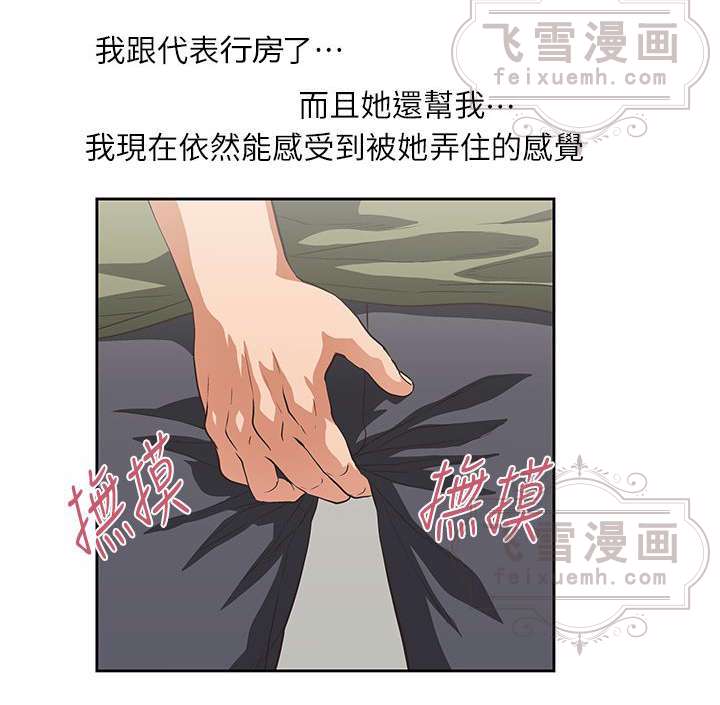 飞雪漫画
feixuemh.com
我跟代表行房了⋯
而且她還幫我⋯
我現在依然能感受到被她弄住的感覺
撫摸
撫摸
飞雪漫画
feixuemh.com